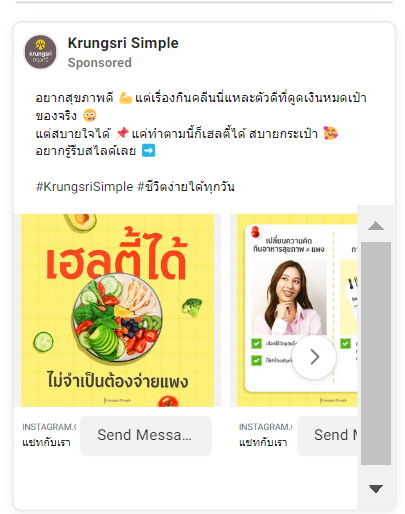 Krungsri Simple
Sponsored
krungsri
กรุงศรี
อยากสุขภาพดี 💪 แต่เรื่องกินคลีนนี่แหละตัวดีที่ดูดเงินหมดเป๋า
ของจริง 😳
แต่สบายใจได้ 📌 แค่ทำตามนี้ก็เฮลตี้ได้ สบายกระเป๋า 🥰
อยากรู้รีบสไลด์เลย ➡️
#KrungsriSimple #ชีวิตง่ายได้ทุกวัน
เฮลตี้ได้
ไม่จำเป็นต้องจ่ายแพง
#KrungsriSimple
เปลี่ยนความคิด
กินอาหารสุขภาพ ≠ แพง
#KrungsriSimple
INSTAGRAM.C
แชทกับเรา
Send Messa...
INSTAGRAM.C
แชทกับเรา
Send M